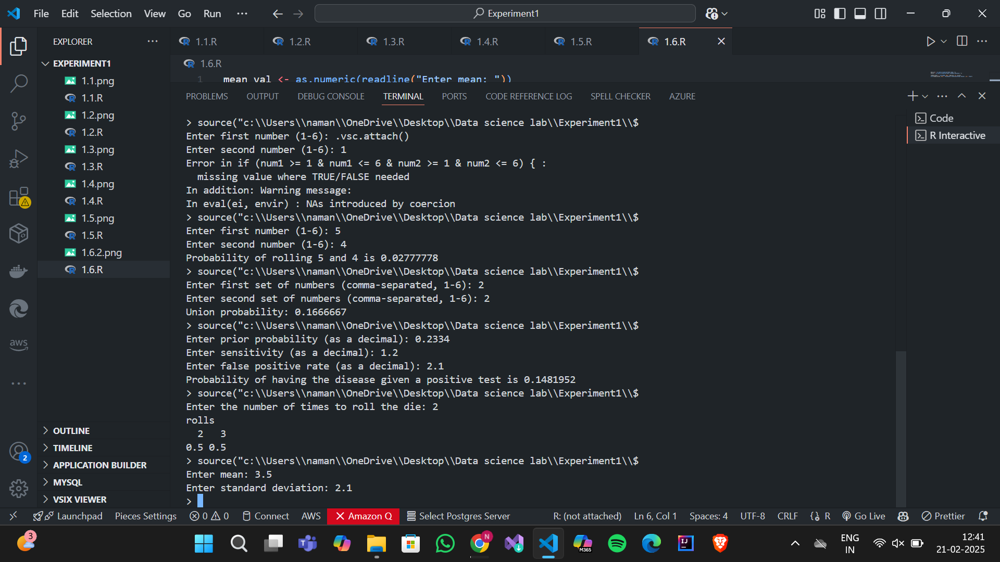 File Edit Selection View Go Run ...
Experiment1
EXPLORER ...
1.1.R 1.2.R 1.3.R 1.4.R 1.5.R 1.6.R
EXPERIMENT1
1.1.png
1.1.R
1.2.png
1.2.R
1.3.png
1.3.R
1.4.png
1.4.R
1.5.png
1.5.R
1.6.2.png
1.6.R
OUTLINE
TIMELINE
APPLICATION BUILDER
MYSQL
VSIX VIEWER
aws
2
1.6.R
1 mean_val <- as.numeric(readline("Enter mean: "))
PROBLEMS OUTPUT DEBUG CONSOLE TERMINAL PORTS CODE REFERENCE LOG SPELL CHECKER AZURE
> source("c:\\Users\\naman\\OneDrive\\Desktop\\Data science lab\\Experiment1\\$
Enter first number (1-6): .vsc.attach()
Enter second number (1-6): 1
Error in if (num1 >= 1 & num1 <= 6 & num2 >= 1 & num2 <= 6) { :
missing value where TRUE/FALSE needed
In addition: Warning message:
In eval(ei, envir) : NAs introduced by coercion
> source("c:\\Users\\naman\\OneDrive\\Desktop\\Data science lab\\Experiment1\\$
Enter first number (1-6): 5
Enter second number (1-6): 4
Probability of rolling 5 and 4 is 0.02777778
> source("c:\\Users\\naman\\OneDrive\\Desktop\\Data science lab\\Experiment1\\$
Enter first set of numbers (comma-separated, 1-6): 2
Enter second set of numbers (comma-separated, 1-6): 2
Union probability: 0.1666667
> source("c:\\Users\\naman\\OneDrive\\Desktop\\Data science lab\\Experiment1\\$
Enter prior probability (as a decimal): 0.2334
Enter sensitivity (as a decimal): 1.2
Enter false positive rate (as a decimal): 2.1
Probability of having the disease given a positive test is 0.1481952
> source("c:\\Users\\naman\\OneDrive\\Desktop\\Data science lab\\Experiment1\\$
Enter the number of times to roll the die: 2
rolls
2 3
0.5 0.5
> source("c:\\Users\\naman\\OneDrive\\Desktop\\Data science lab\\Experiment1\\$
Enter mean: 3.5
Enter standard deviation: 2.1
>
Code
R Interactive
Launchpad Pieces Settings 0 0 Connect AWS Amazon Q Select Postgres Server R: (not attached) Ln 6, Col 1 Spaces: 4 UTF-8 CRLF {} R Go Live Prettier
3
T
N
M365
IJ
ENG
IN
12:41
21-02-2025